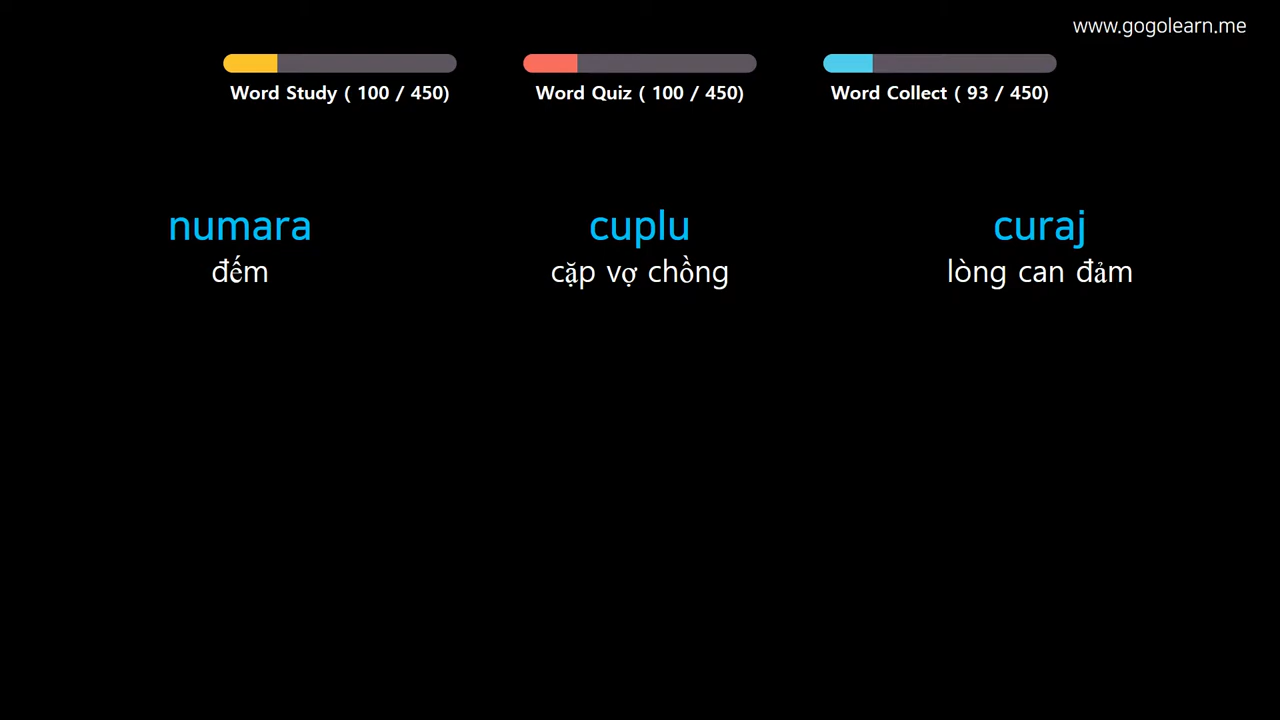 www.gogolearn.me
Word Study ( 100 / 450)
Word Quiz ( 100 / 450)
Word Collect ( 93 / 450)
numara
đếm
cuplu
cặp vợ chồng
curaj
lòng can đảm